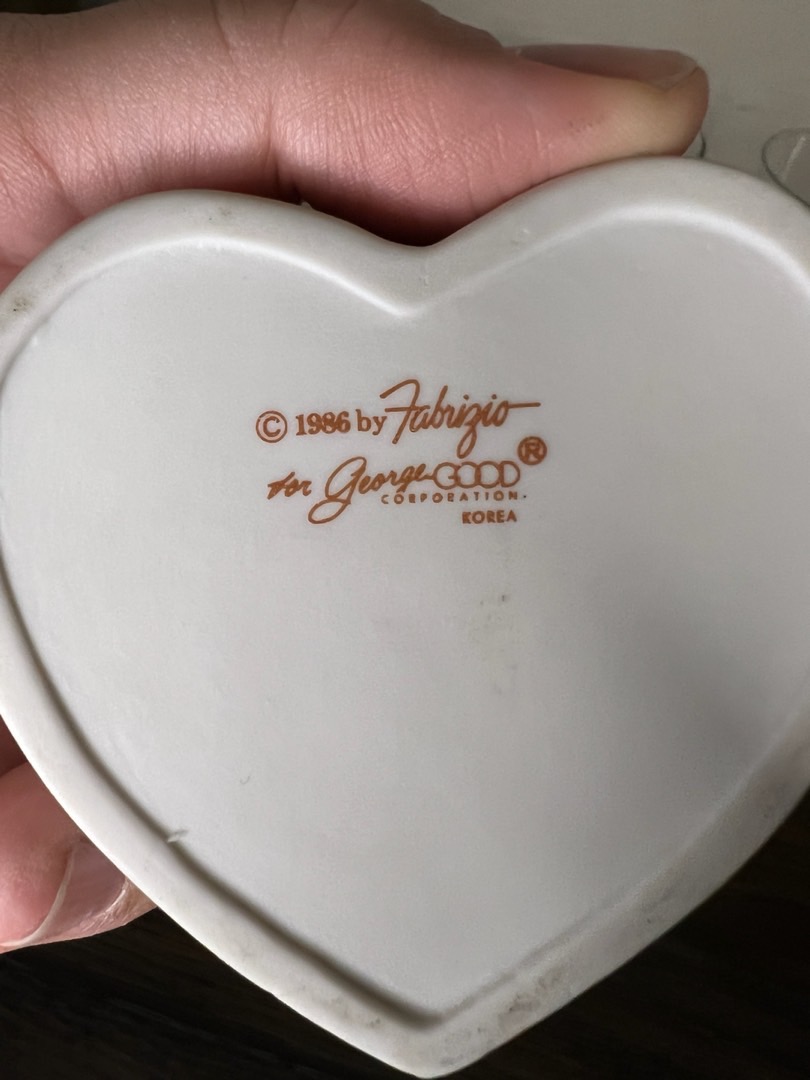 © 1986 by Fabrizio
for George GOOD ®
CORPORATION.
KOREA